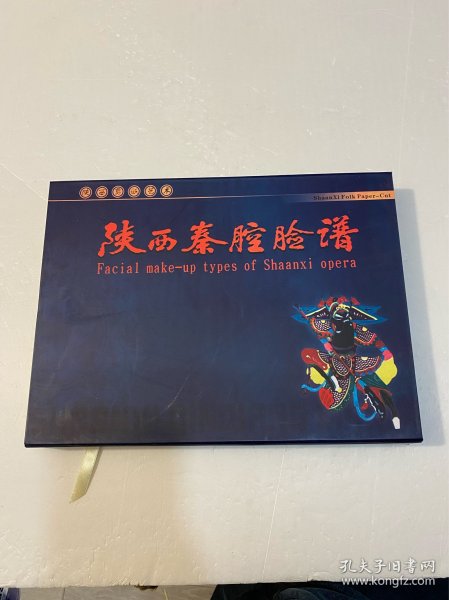 ShaanXi Folk Paper-Cut
陕西秦腔脸谱
Facial make-up types of Shaanxi opera
孔夫子旧书网
www.kongfz.com